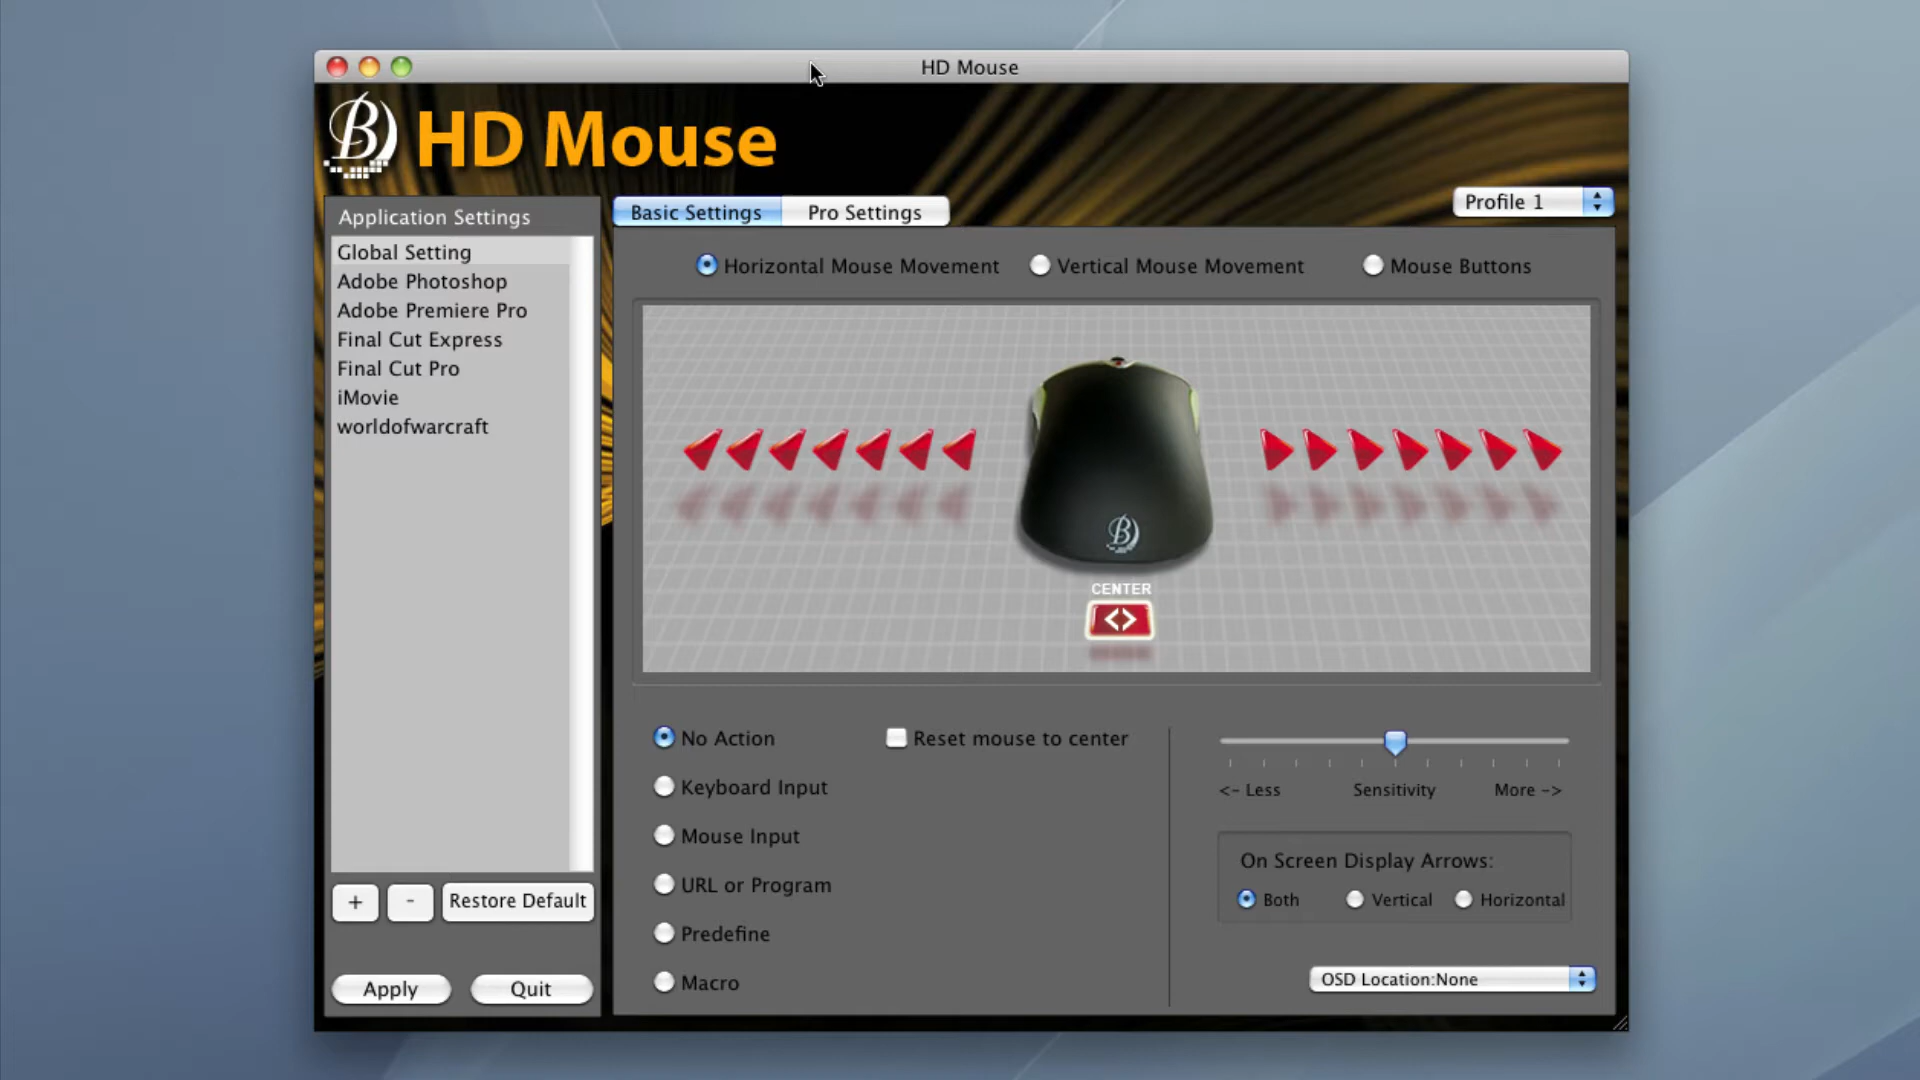 HD Mouse
HD Mouse
Application Settings
Global Setting
Adobe Photoshop
Adobe Premiere Pro
Final Cut Express
Final Cut Pro
iMovie
worldofwarcraft
+
-
Restore Default
Apply
Quit
Basic Settings
Pro Settings
Profile 1
Horizontal Mouse Movement
Vertical Mouse Movement
Mouse Buttons
B
CENTER
<>
No Action
Reset mouse to center
Keyboard Input
Mouse Input
URL or Program
Predefine
Macro
<- Less
Sensitivity
More ->
On Screen Display Arrows:
Both
Vertical
Horizontal
OSD Location:None